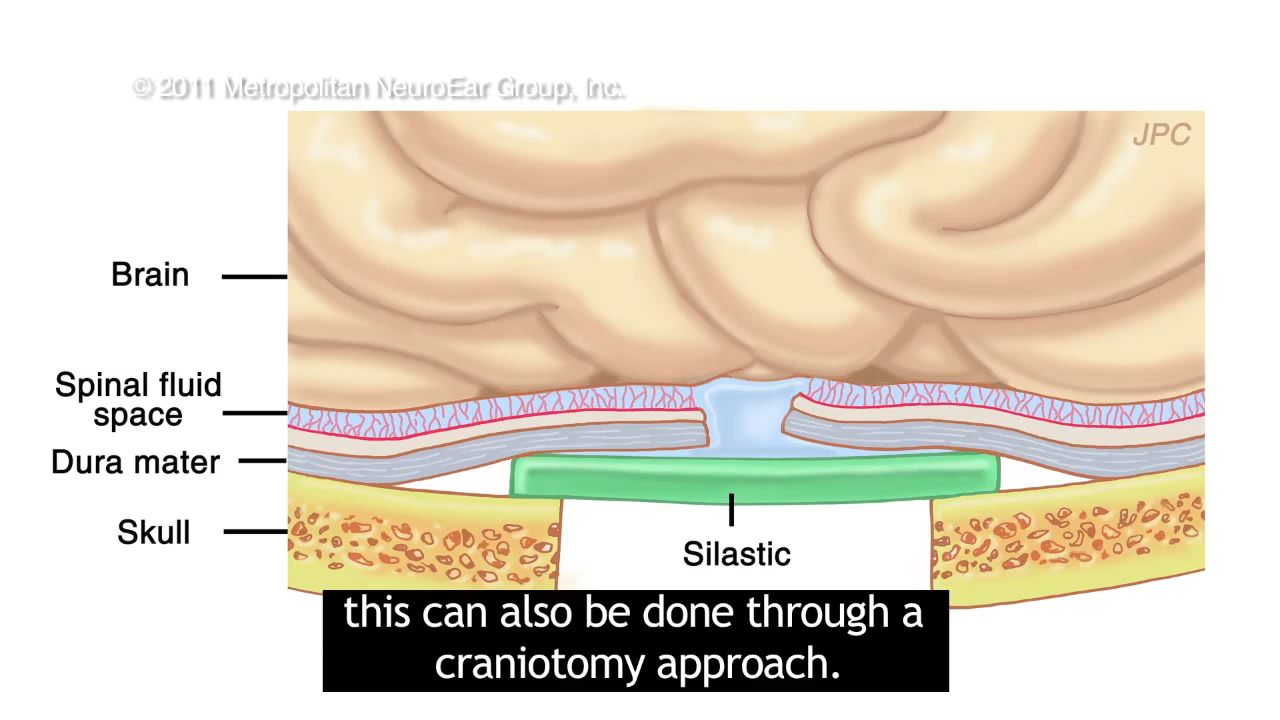 © 2011 Metropolitan NeuroEar Group, Inc.
JPC
Brain
Spinal fluid
space
Dura mater
Skull
Silastic
this can also be done through a
craniotomy approach.